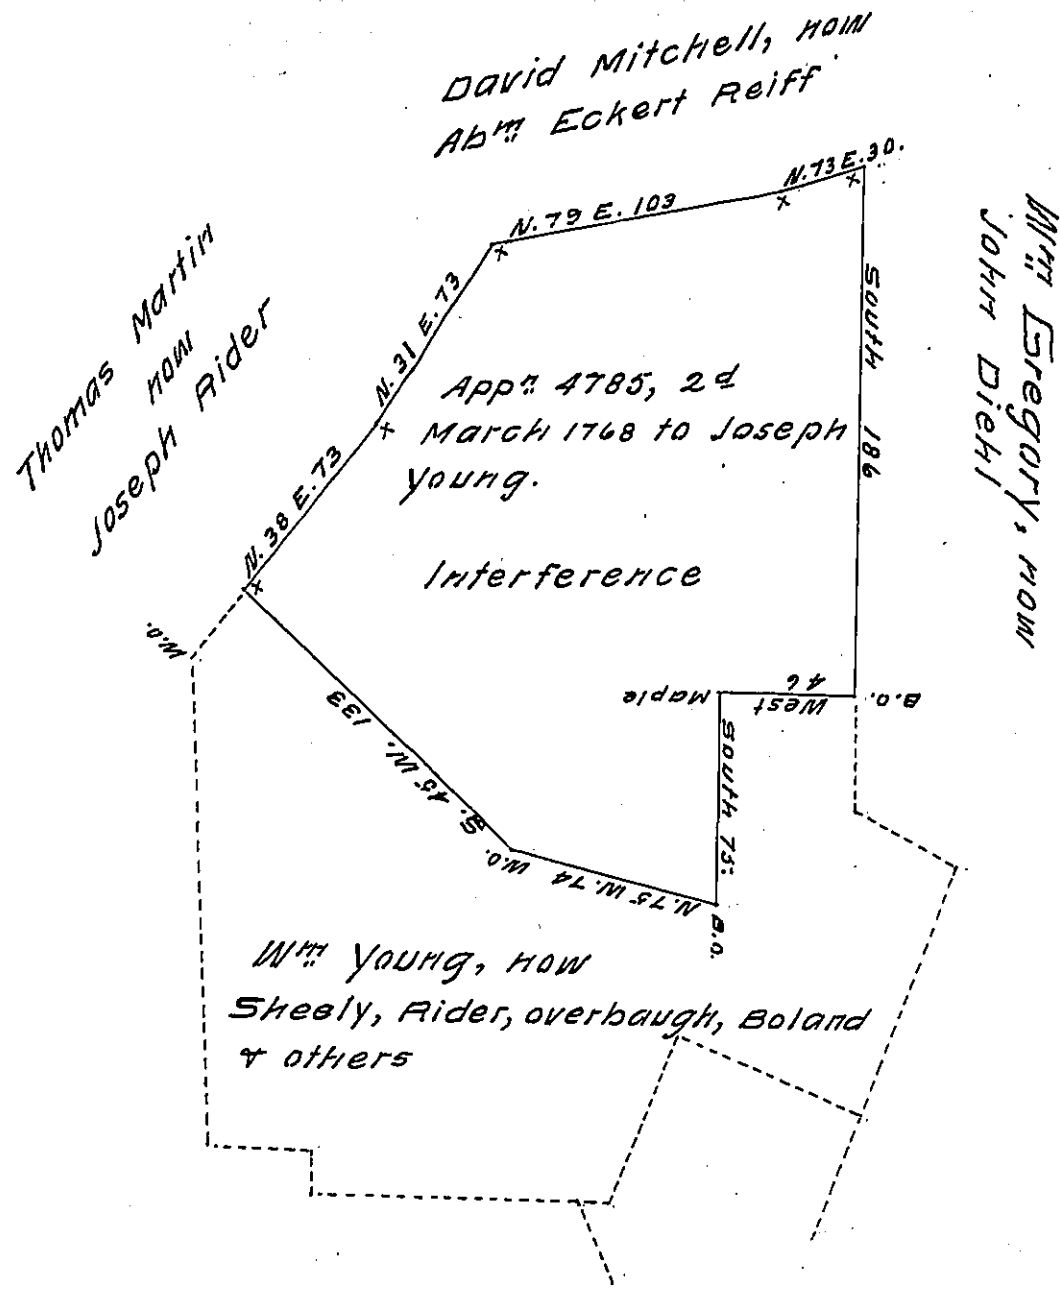 David Mitchell, now
Abm Eckert Reiff
N. 73 E. 30.
N. 79 E. 103
Wm Gregory, now
John Diehl
Thomas Martin
now
Joseph Rider
N. 31 E. 73
South 186
Appn 4785, 2d
March 1768 to Joseph
Young.
N. 38 E. 73
Interference
W.O.
Maple
West
46
B.O.
S. 45 W. 133
South 75.
W.O.
N. 75 W. 74
B.O.
Wm Young, now
Sheely, Rider, overbaugh, Boland
& others